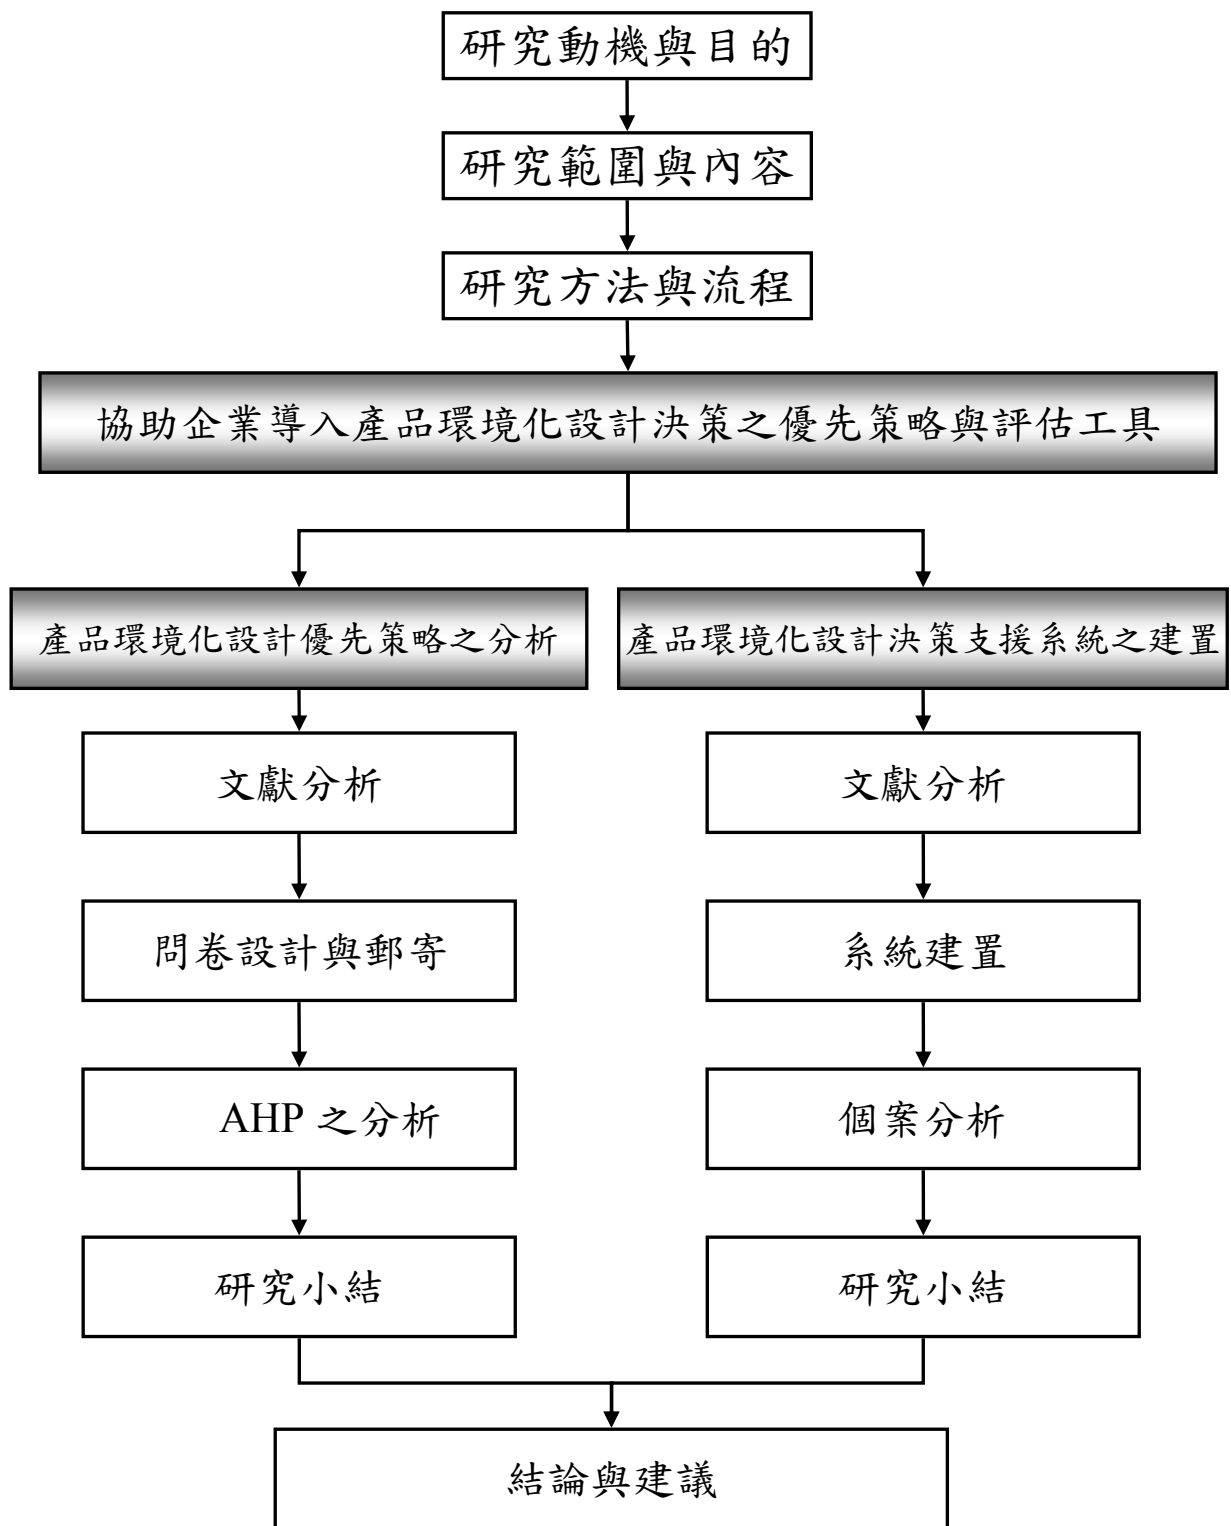 研究動機與目的
研究範圍與內容
研究方法與流程
協助企業導入產品環境化設計決策之優先策略與評估工具
產品環境化設計優先策略之分析
產品環境化設計決策支援系統之建置
文獻分析
文獻分析
問卷設計與郵寄
系統建置
AHP 之分析
個案分析
研究小結
研究小結
結論與建議